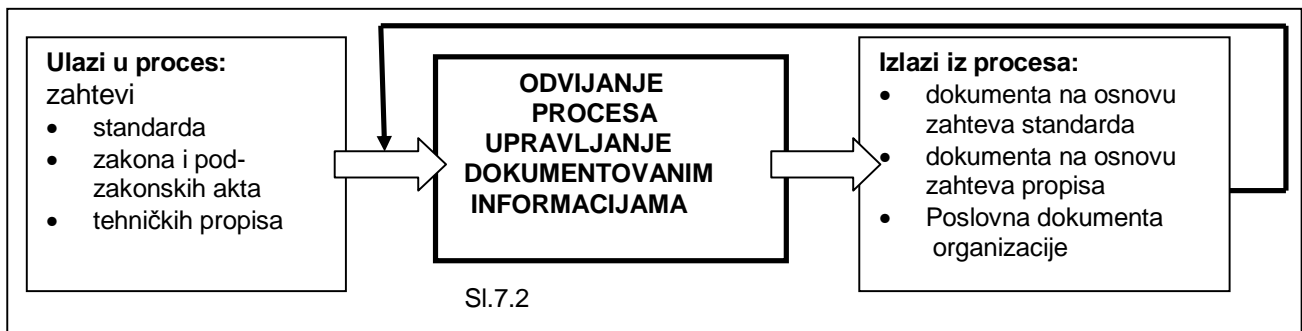 Ulazi u proces:
zahtevi
• standarda
• zakona i pod-
zakonskih akta
• tehničkih propisa
ODVIJANJE
PROCESA
UPRAVLJANJE
DOKUMENTOVANIM
INFORMACIJAMA
Izlazi iz procesa:
• dokumenta na osnovu
zahteva standarda
• dokumenta na osnovu
zahteva propisa
• Poslovna dokumenta
organizacije
Sl.7.2